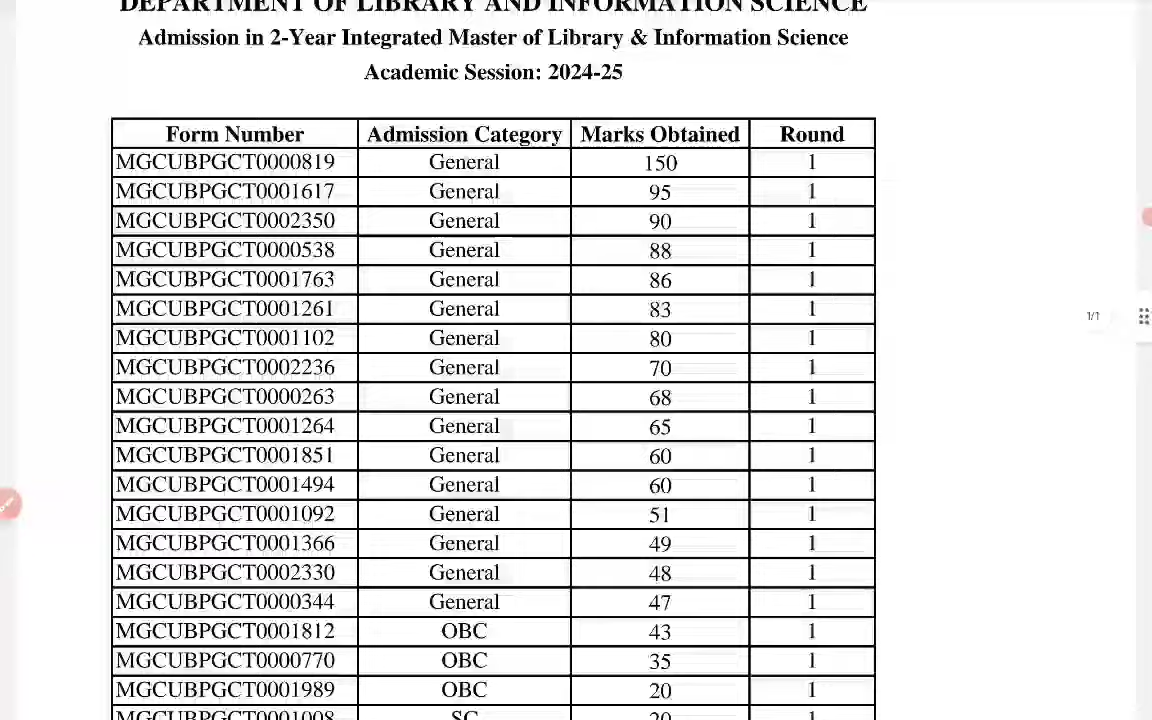 DEPARTMENT OF LIBRARY AND INFORMATION SCIENCE
Admission in 2-Year Integrated Master of Library & Information Science
Academic Session: 2024-25
Form Number Admission Category Marks Obtained Round
MGCUBPGCT0000819 General 150 1
MGCUBPGCT0001617 General 95 1
MGCUBPGCT0002350 General 90 1
MGCUBPGCT0000538 General 88 1
MGCUBPGCT0001763 General 86 1
MGCUBPGCT0001261 General 83 1
MGCUBPGCT0001102 General 80 1
MGCUBPGCT0002236 General 70 1
MGCUBPGCT0000263 General 68 1
MGCUBPGCT0001264 General 65 1
MGCUBPGCT0001851 General 60 1
MGCUBPGCT0001494 General 60 1
MGCUBPGCT0001092 General 51 1
MGCUBPGCT0001366 General 49 1
MGCUBPGCT0002330 General 48 1
MGCUBPGCT0000344 General 47 1
MGCUBPGCT0001812 OBC 43 1
MGCUBPGCT0000770 OBC 35 1
MGCUBPGCT0001989 OBC 20 1
MGCUBPGCT0001008 SC 20 1
1/1